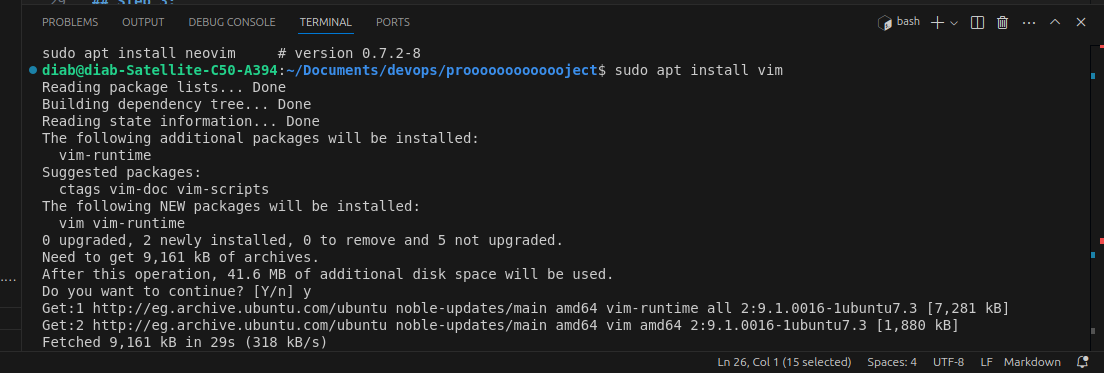 PROBLEMS OUTPUT DEBUG CONSOLE TERMINAL PORTS bash
sudo apt install neovim     # version 0.7.2-8
diab@diab-Satellite-C50-A394:~/Documents/devops/proooooooooooject$ sudo apt install vim
Reading package lists... Done
Building dependency tree... Done
Reading state information... Done
The following additional packages will be installed:
  vim-runtime
Suggested packages:
  ctags vim-doc vim-scripts
The following NEW packages will be installed:
  vim vim-runtime
0 upgraded, 2 newly installed, 0 to remove and 5 not upgraded.
Need to get 9,161 kB of archives.
After this operation, 41.6 MB of additional disk space will be used.
Do you want to continue? [Y/n] y
Get:1 http://eg.archive.ubuntu.com/ubuntu noble-updates/main amd64 vim-runtime all 2:9.1.0016-1ubuntu7.3 [7,281 kB]
Get:2 http://eg.archive.ubuntu.com/ubuntu noble-updates/main amd64 vim amd64 2:9.1.0016-1ubuntu7.3 [1,880 kB]
Fetched 9,161 kB in 29s (318 kB/s)
Ln 26, Col 1 (15 selected) Spaces: 4 UTF-8 LF Markdown